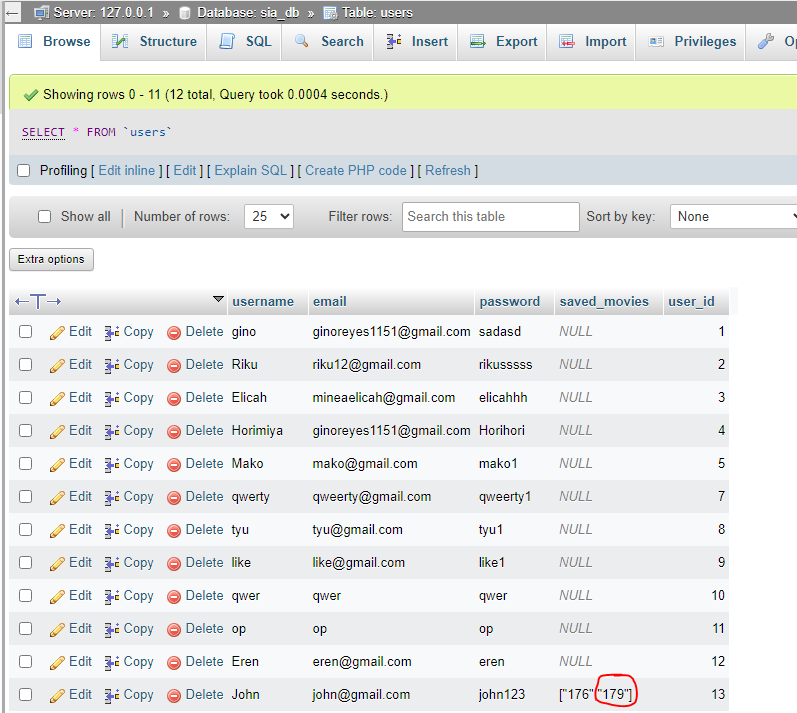 Server: 127.0.0.1 » Database: sia_db » Table: users
Browse Structure SQL Search Insert Export Import Privileges Op
Showing rows 0 - 11 (12 total, Query took 0.0004 seconds.)
SELECT * FROM `users`
Profiling [ Edit inline ] [ Edit ] [ Explain SQL ] [ Create PHP code ] [ Refresh ]
Show all Number of rows: 25 Filter rows: Search this table Sort by key: None
Extra options
←T→ username email password saved_movies user_id
Edit Copy Delete gino ginoreyes1151@gmail.com sadasd NULL 1
Edit Copy Delete Riku riku12@gmail.com rikusssss NULL 2
Edit Copy Delete Elicah mineaelicah@gmail.com elicahhh NULL 3
Edit Copy Delete Horimiya ginoreyes1151@gmail.com Horihori NULL 4
Edit Copy Delete Mako mako@gmail.com mako1 NULL 5
Edit Copy Delete qwerty qweerty@gmail.com qweerty1 NULL 7
Edit Copy Delete tyu tyu@gmail.com tyu1 NULL 8
Edit Copy Delete like like@gmail.com like1 NULL 9
Edit Copy Delete qwer qwer qwer NULL 10
Edit Copy Delete op op op NULL 11
Edit Copy Delete Eren eren@gmail.com eren NULL 12
Edit Copy Delete John john@gmail.com john123 ["176","179"] 13